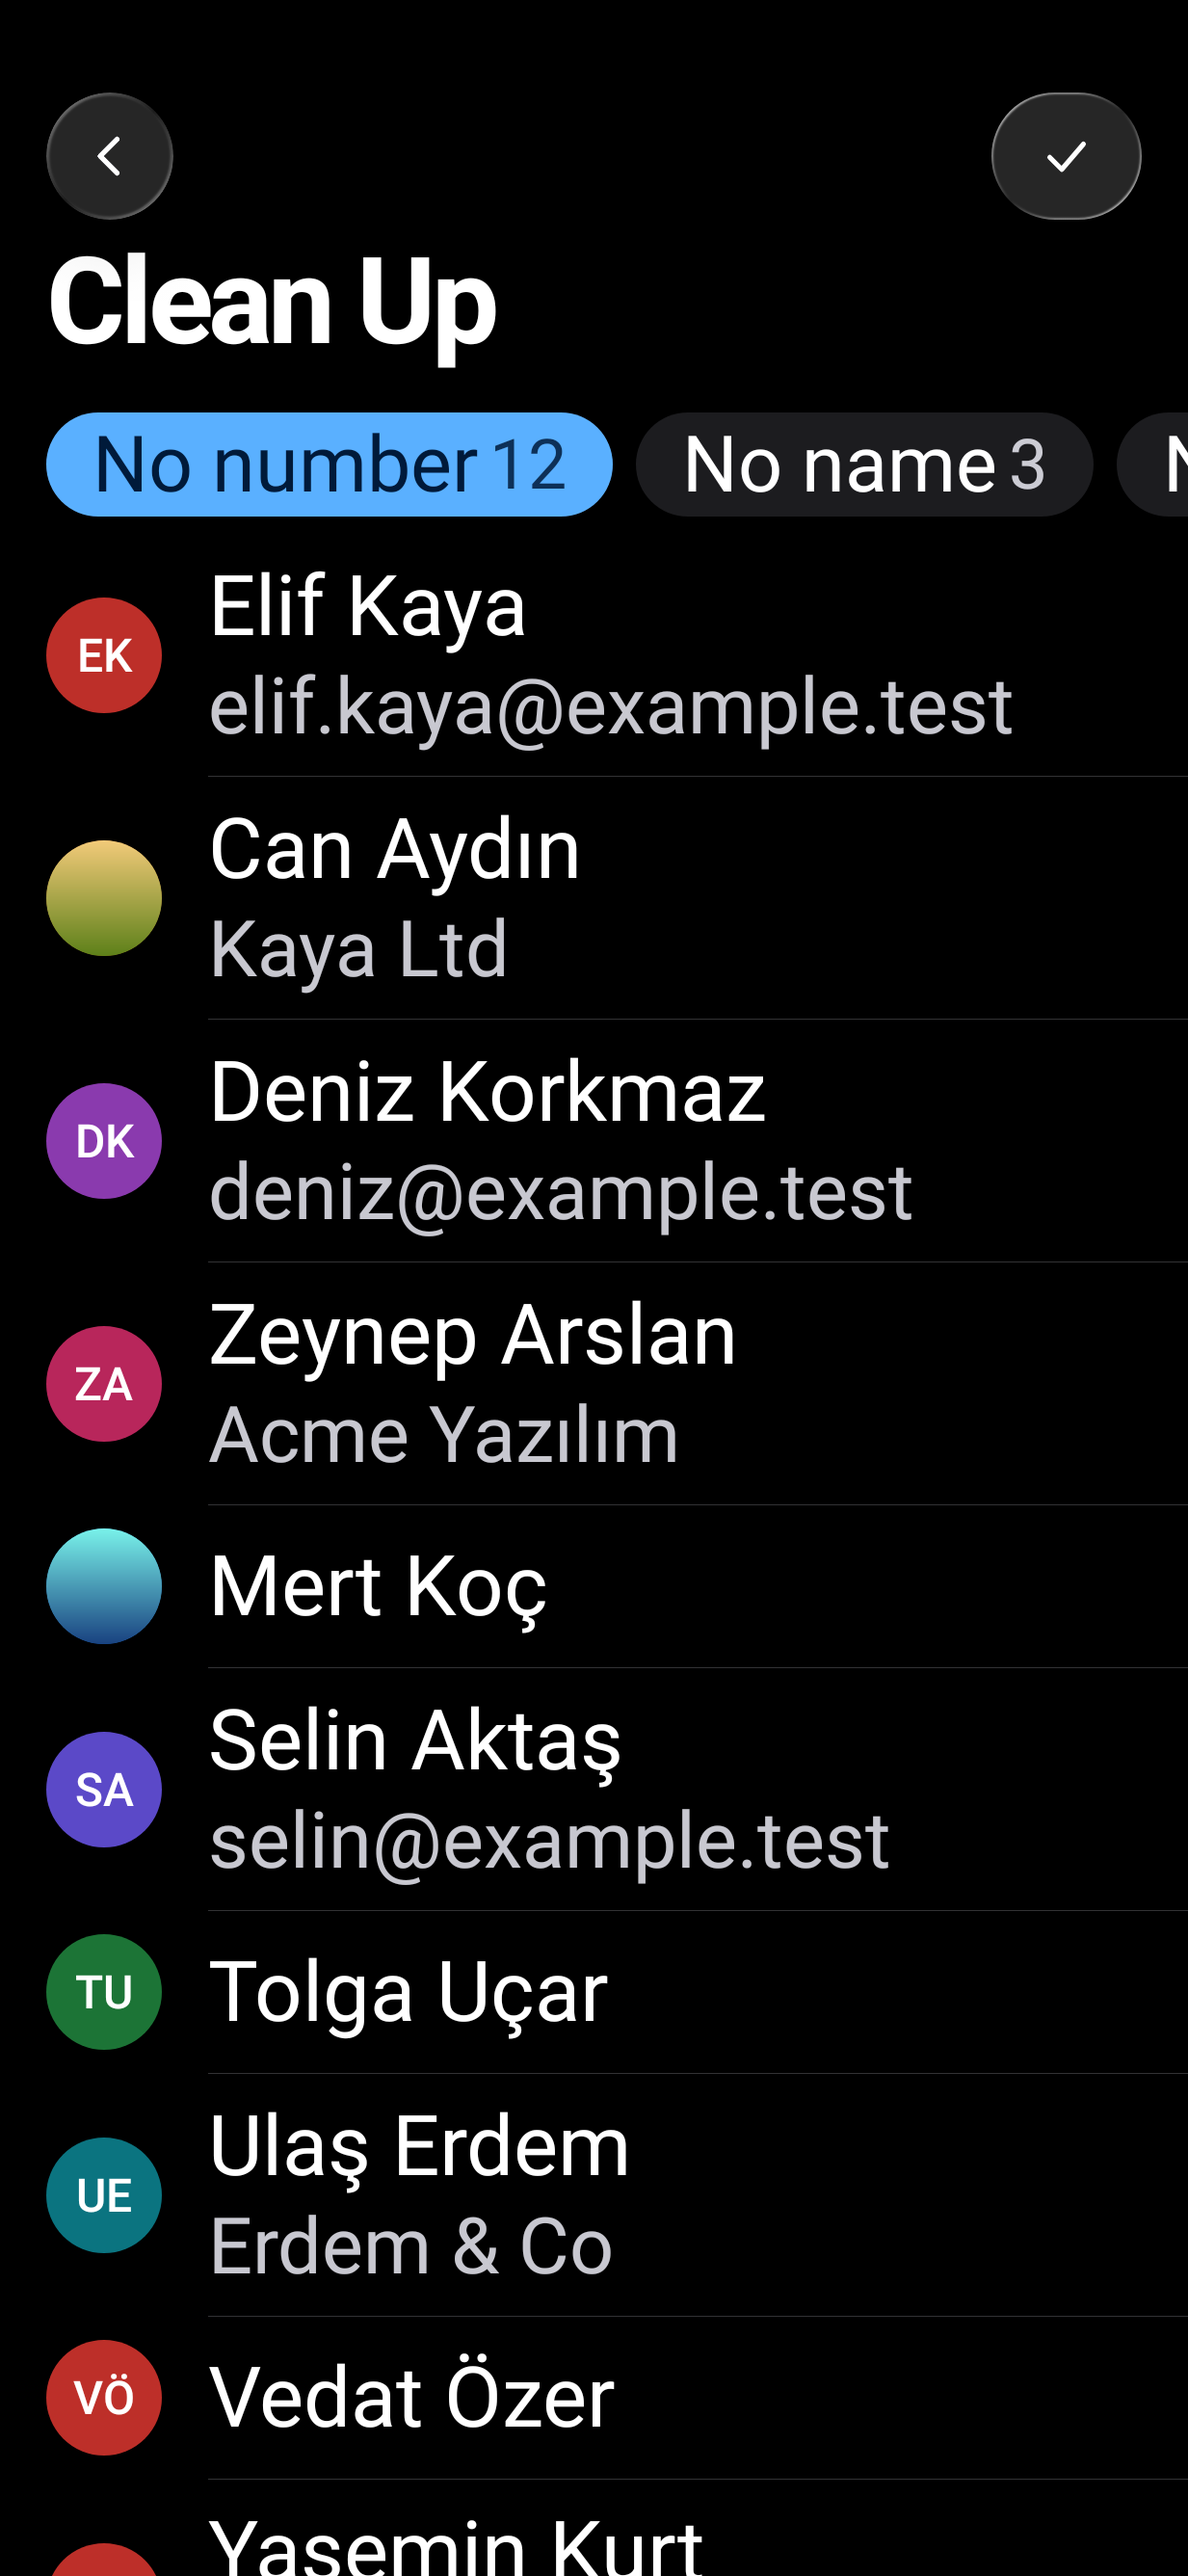 Clean Up
No number 12 No name 3
EK
Elif Kaya
elif.kaya@example.test
Can Aydın
Kaya Ltd
DK
Deniz Korkmaz
deniz@example.test
ZA
Zeynep Arslan
Acme Yazılım
Mert Koç
SA
Selin Aktaş
selin@example.test
TU
Tolga Uçar
UE
Ulaş Erdem
Erdem & Co
VÖ
Vedat Özer
Yasemin Kurt